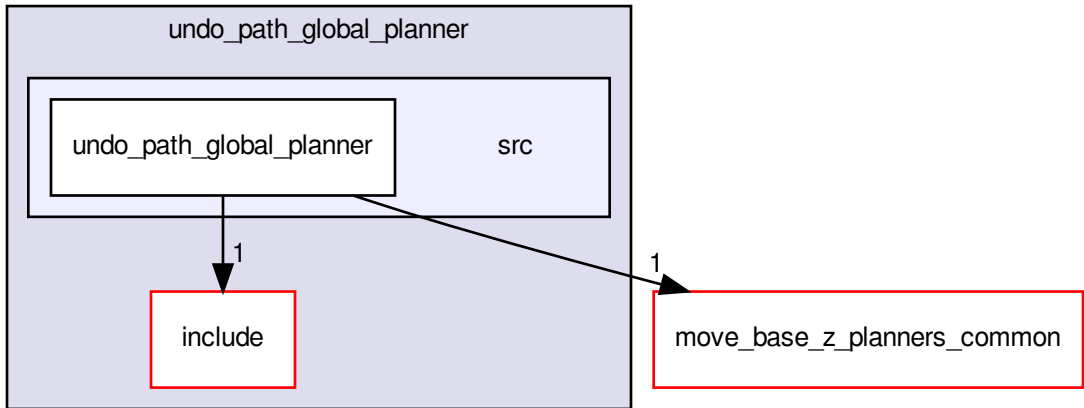 undo_path_global_planner
undo_path_global_planner
src
1
1
include
move_base_z_planners_common